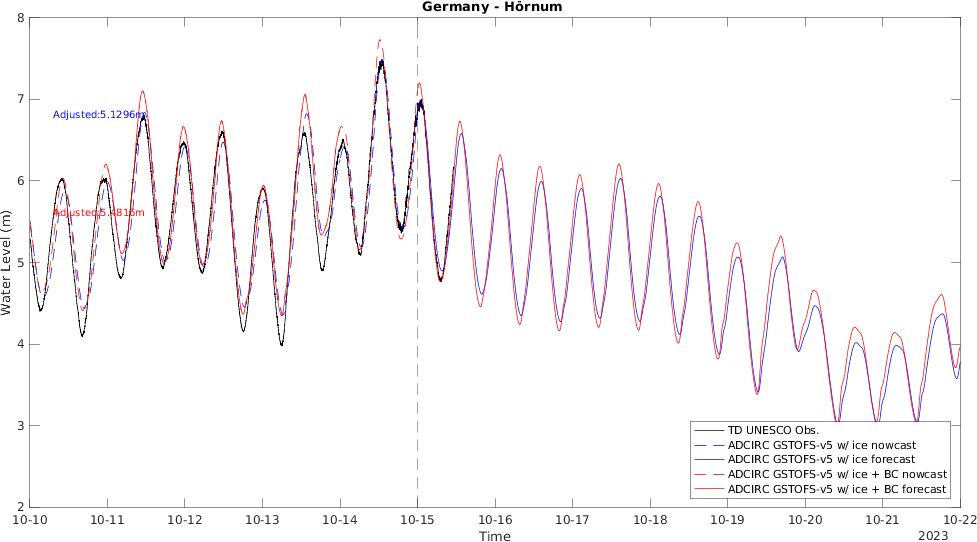 Germany - Hörnum
Water Level (m)
8
7
6
5
4
3
2
Adjusted:5.1296m
Adjusted:5.4816m
TD UNESCO Obs.
ADCIRC GSTOFS-v5 w/ ice nowcast
ADCIRC GSTOFS-v5 w/ ice forecast
ADCIRC GSTOFS-v5 w/ ice + BC nowcast
ADCIRC GSTOFS-v5 w/ ice + BC forecast
10-10 10-11 10-12 10-13 10-14 10-15 10-16 10-17 10-18 10-19 10-20 10-21 10-22
Time
2023